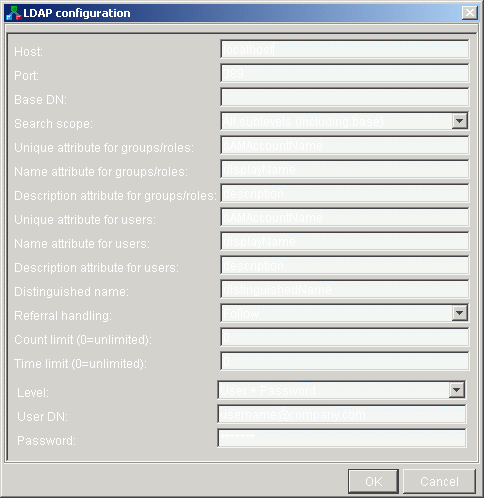 LDAP configuration
Host: localhost
Port: 389
Base DN:
Search scope: All sublevels (including base)
Unique attribute for groups/roles: sAMAccountName
Name attribute for groups/roles: displayName
Description attribute for groups/roles: description
Unique attribute for users: sAMAccountName
Name attribute for users: displayName
Description attribute for users: description
Distinguished name: distinguishedName
Referral handling: Follow
Count limit (0=unlimited): 0
Time limit (0=unlimited): 0
Level: User + Password
User DN: username@company.com
Password: ********
OK Cancel